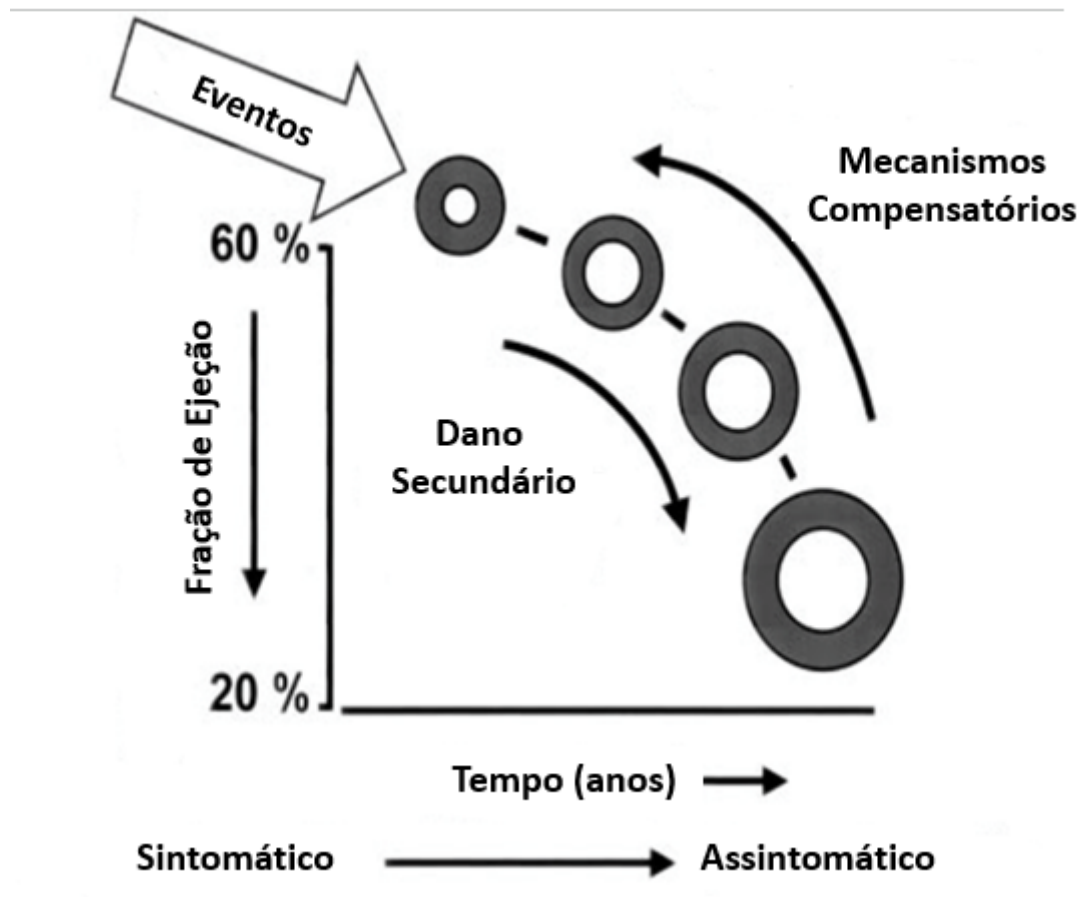 Eventos
Mecanismos
Compensatórios
60 %
Fração de Ejeção
Dano
Secundário
20 %
Tempo (anos)
Sintomático
Assintomático